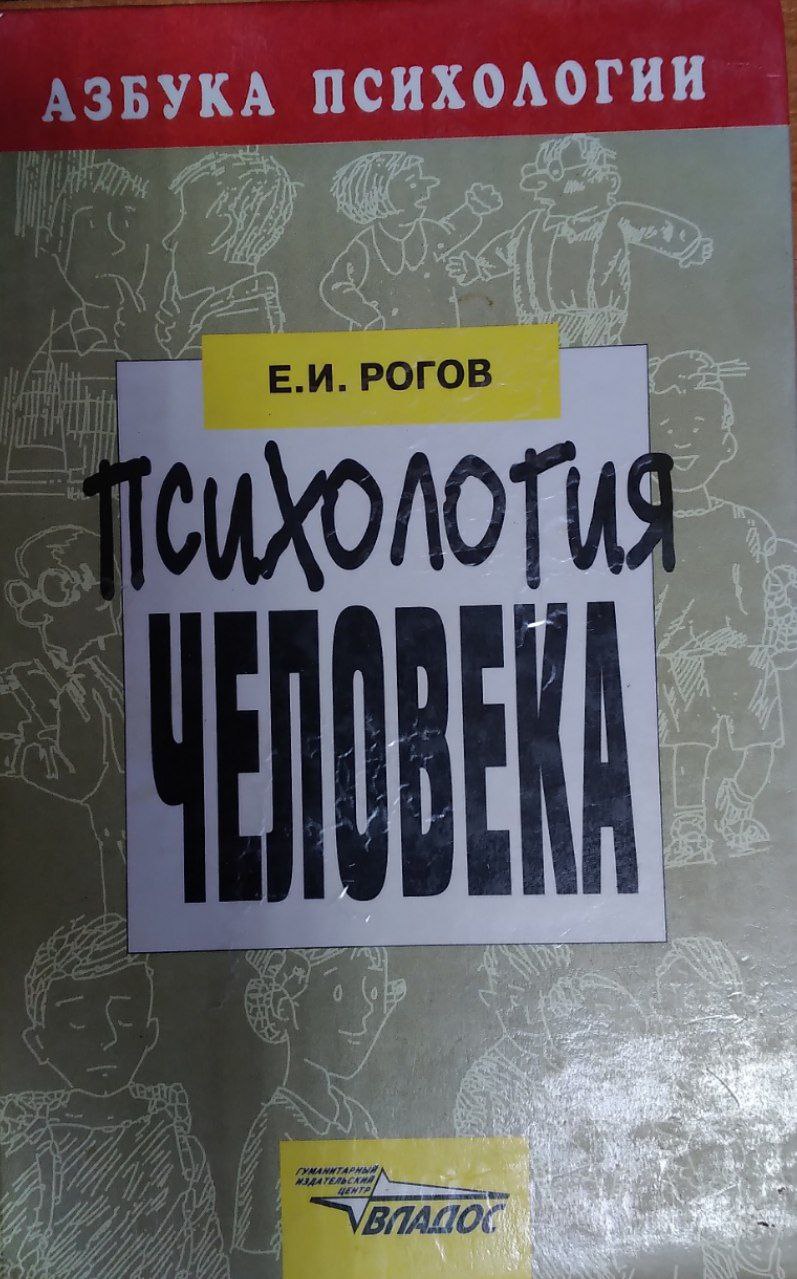 АЗБУКА ПСИХОЛОГИИ
Е.И. РОГОВ
психология
ЧЕЛОВЕКА
ГУМАНИТАРНЫЙ
ИЗДАТЕЛЬСКИЙ
ЦЕНТР
ВЛАДОС